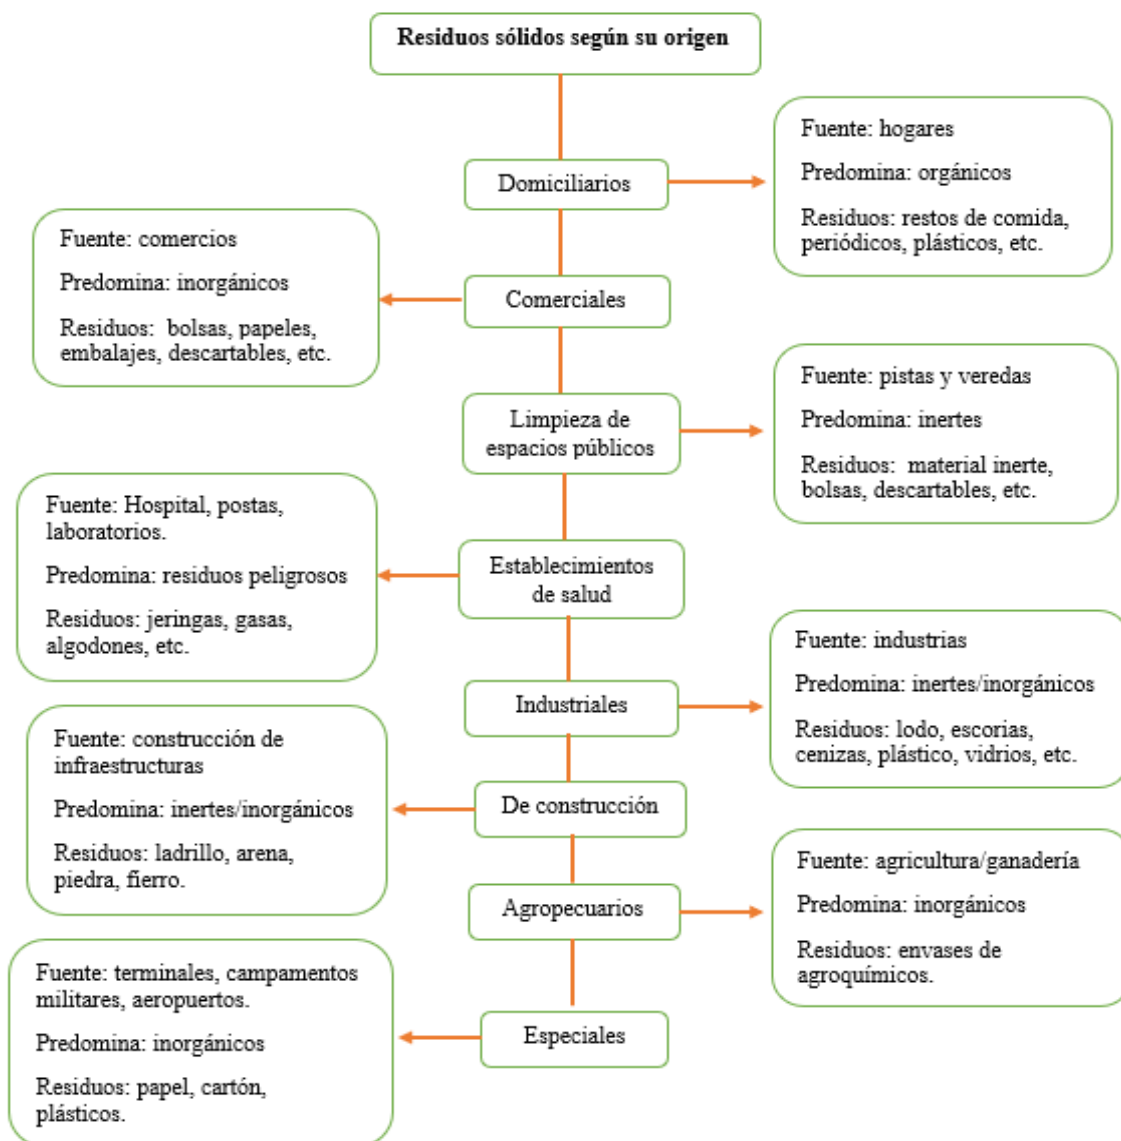 Residuos sólidos según su origen
Domiciliarios
Fuente: hogares
Predomina: orgánicos
Residuos: restos de comida,
periódicos, plásticos, etc.
Comerciales
Fuente: comercios
Predomina: inorgánicos
Residuos:  bolsas, papeles,
embalajes, descartables, etc.
Limpieza de
espacios públicos
Fuente: pistas y veredas
Predomina: inertes
Residuos:  material inerte,
bolsas, descartables, etc.
Establecimientos
de salud
Fuente: Hospital, postas,
laboratorios.
Predomina: residuos peligrosos
Residuos: jeringas, gasas,
algodones, etc.
Industriales
Fuente: industrias
Predomina: inertes/inorgánicos
Residuos: lodo, escorias,
cenizas, plástico, vidrios, etc.
De construcción
Fuente: construcción de
infraestructuras
Predomina: inertes/inorgánicos
Residuos: ladrillo, arena,
piedra, fierro.
Agropecuarios
Fuente: agricultura/ganadería
Predomina: inorgánicos
Residuos: envases de
agroquímicos.
Especiales
Fuente: terminales, campamentos
militares, aeropuertos.
Predomina: inorgánicos
Residuos: papel, cartón,
plásticos.